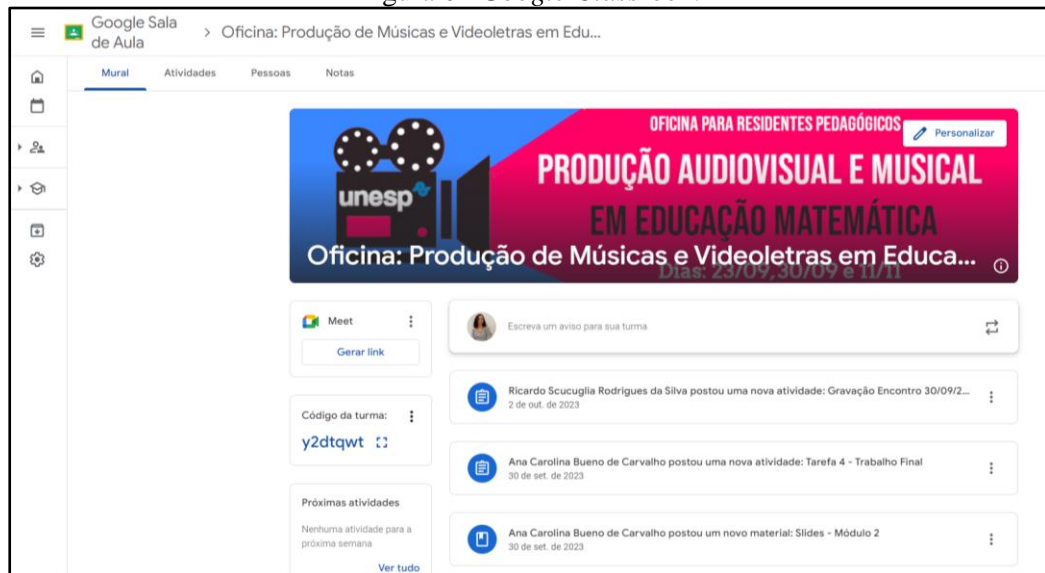 Google Sala
de Aula
> Oficina: Produção de Músicas e Videoletras em Edu...
Mural Atividades Pessoas Notas
OFICINA PARA RESIDENTES PEDAGÓGICOS
Personalizar
PRODUÇÃO AUDIOVISUAL E MUSICAL
unesp
EM EDUCAÇÃO MATEMÁTICA
Oficina: Produção de Músicas e Videoletras em Educa...
Dias: 23/09, 30/09 e 11/11
Meet
Gerar link
Escreva um aviso para sua turma
Ricardo Scucuglia Rodrigues da Silva postou uma nova atividade: Gravação Encontro 30/09/2...
2 de out. de 2023
Código da turma:
y2dtqwt
Ana Carolina Bueno de Carvalho postou uma nova atividade: Tarefa 4 - Trabalho Final
30 de set. de 2023
Próximas atividades
Nenhuma atividade para a
próxima semana
Ver tudo
Ana Carolina Bueno de Carvalho postou um novo material: Slides - Módulo 2
30 de set. de 2023